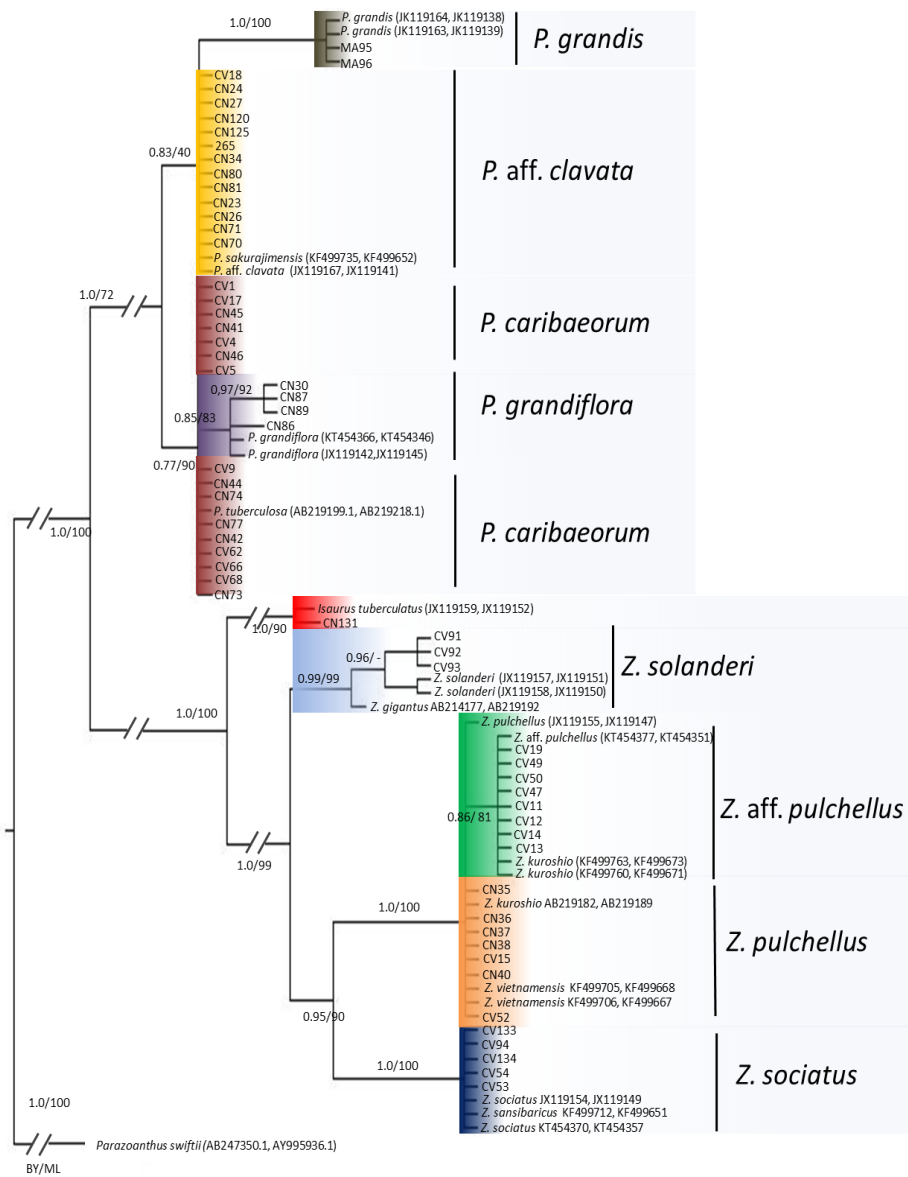 1.0/100
P. grandis (JK119164, JK119138)
P. grandis (JK119163, JK119139)
MA95
MA96
P. grandis
CV18
CN24
CN27
CN120
CN125
265
CN34
CN80
CN81
CN23
CN26
CN71
CN70
P. sakurajimensis (KF499735, KF499652)
P. aff. clavata (JX119167, JX119141)
0.83/40
P. aff. clavata
CV1
CV17
CN45
CN41
CV4
CN46
CV5
1.0/72
P. caribaeorum
0,97/92
CN30
CN87
CN89
0.85/83
CN86
P. grandiflora (KT454366, KT454346)
P. grandiflora (JX119142,JX119145)
P. grandiflora
0.77/90
CV9
CN44
CN74
P. tuberculosa (AB219199.1, AB219218.1)
CN77
CN42
CV62
CV66
CV68
CN73
P. caribaeorum
1.0/100
Isaurus tuberculatus (JX119159, JX119152)
CN131
1.0/90
CV91
CV92
CV93
0.96/ -
0.99/99
Z. solanderi (JX119157, JX119151)
Z. solanderi (JX119158, JX119150)
Z. gigantus AB214177, AB219192
Z. solanderi
1.0/100
Z. pulchellus (JX119155, JX119147)
Z. aff. pulchellus (KT454377, KT454351)
CV19
CV49
CV50
CV47
CV11
CV12
CV14
CV13
Z. kuroshio (KF499763, KF499673)
Z. kuroshio (KF499760, KF499671)
0.86/ 81
Z. aff. pulchellus
1.0/99
CN35
Z. kuroshio AB219182, AB219189
CN36
CN37
CN38
CV15
CN40
Z. vietnamensis KF499705, KF499668
Z. vietnamensis KF499706, KF499667
CV52
1.0/100
Z. pulchellus
0.95/90
CV133
CV94
CV134
CV54
CV53
Z. sociatus JX119154, JX119149
Z. sansibaricus KF499712, KF499651
Z. sociatus KT454370, KT454357
1.0/100
Z. sociatus
1.0/100
Parazoanthus swiftii (AB247350.1, AY995936.1)
BY/ML